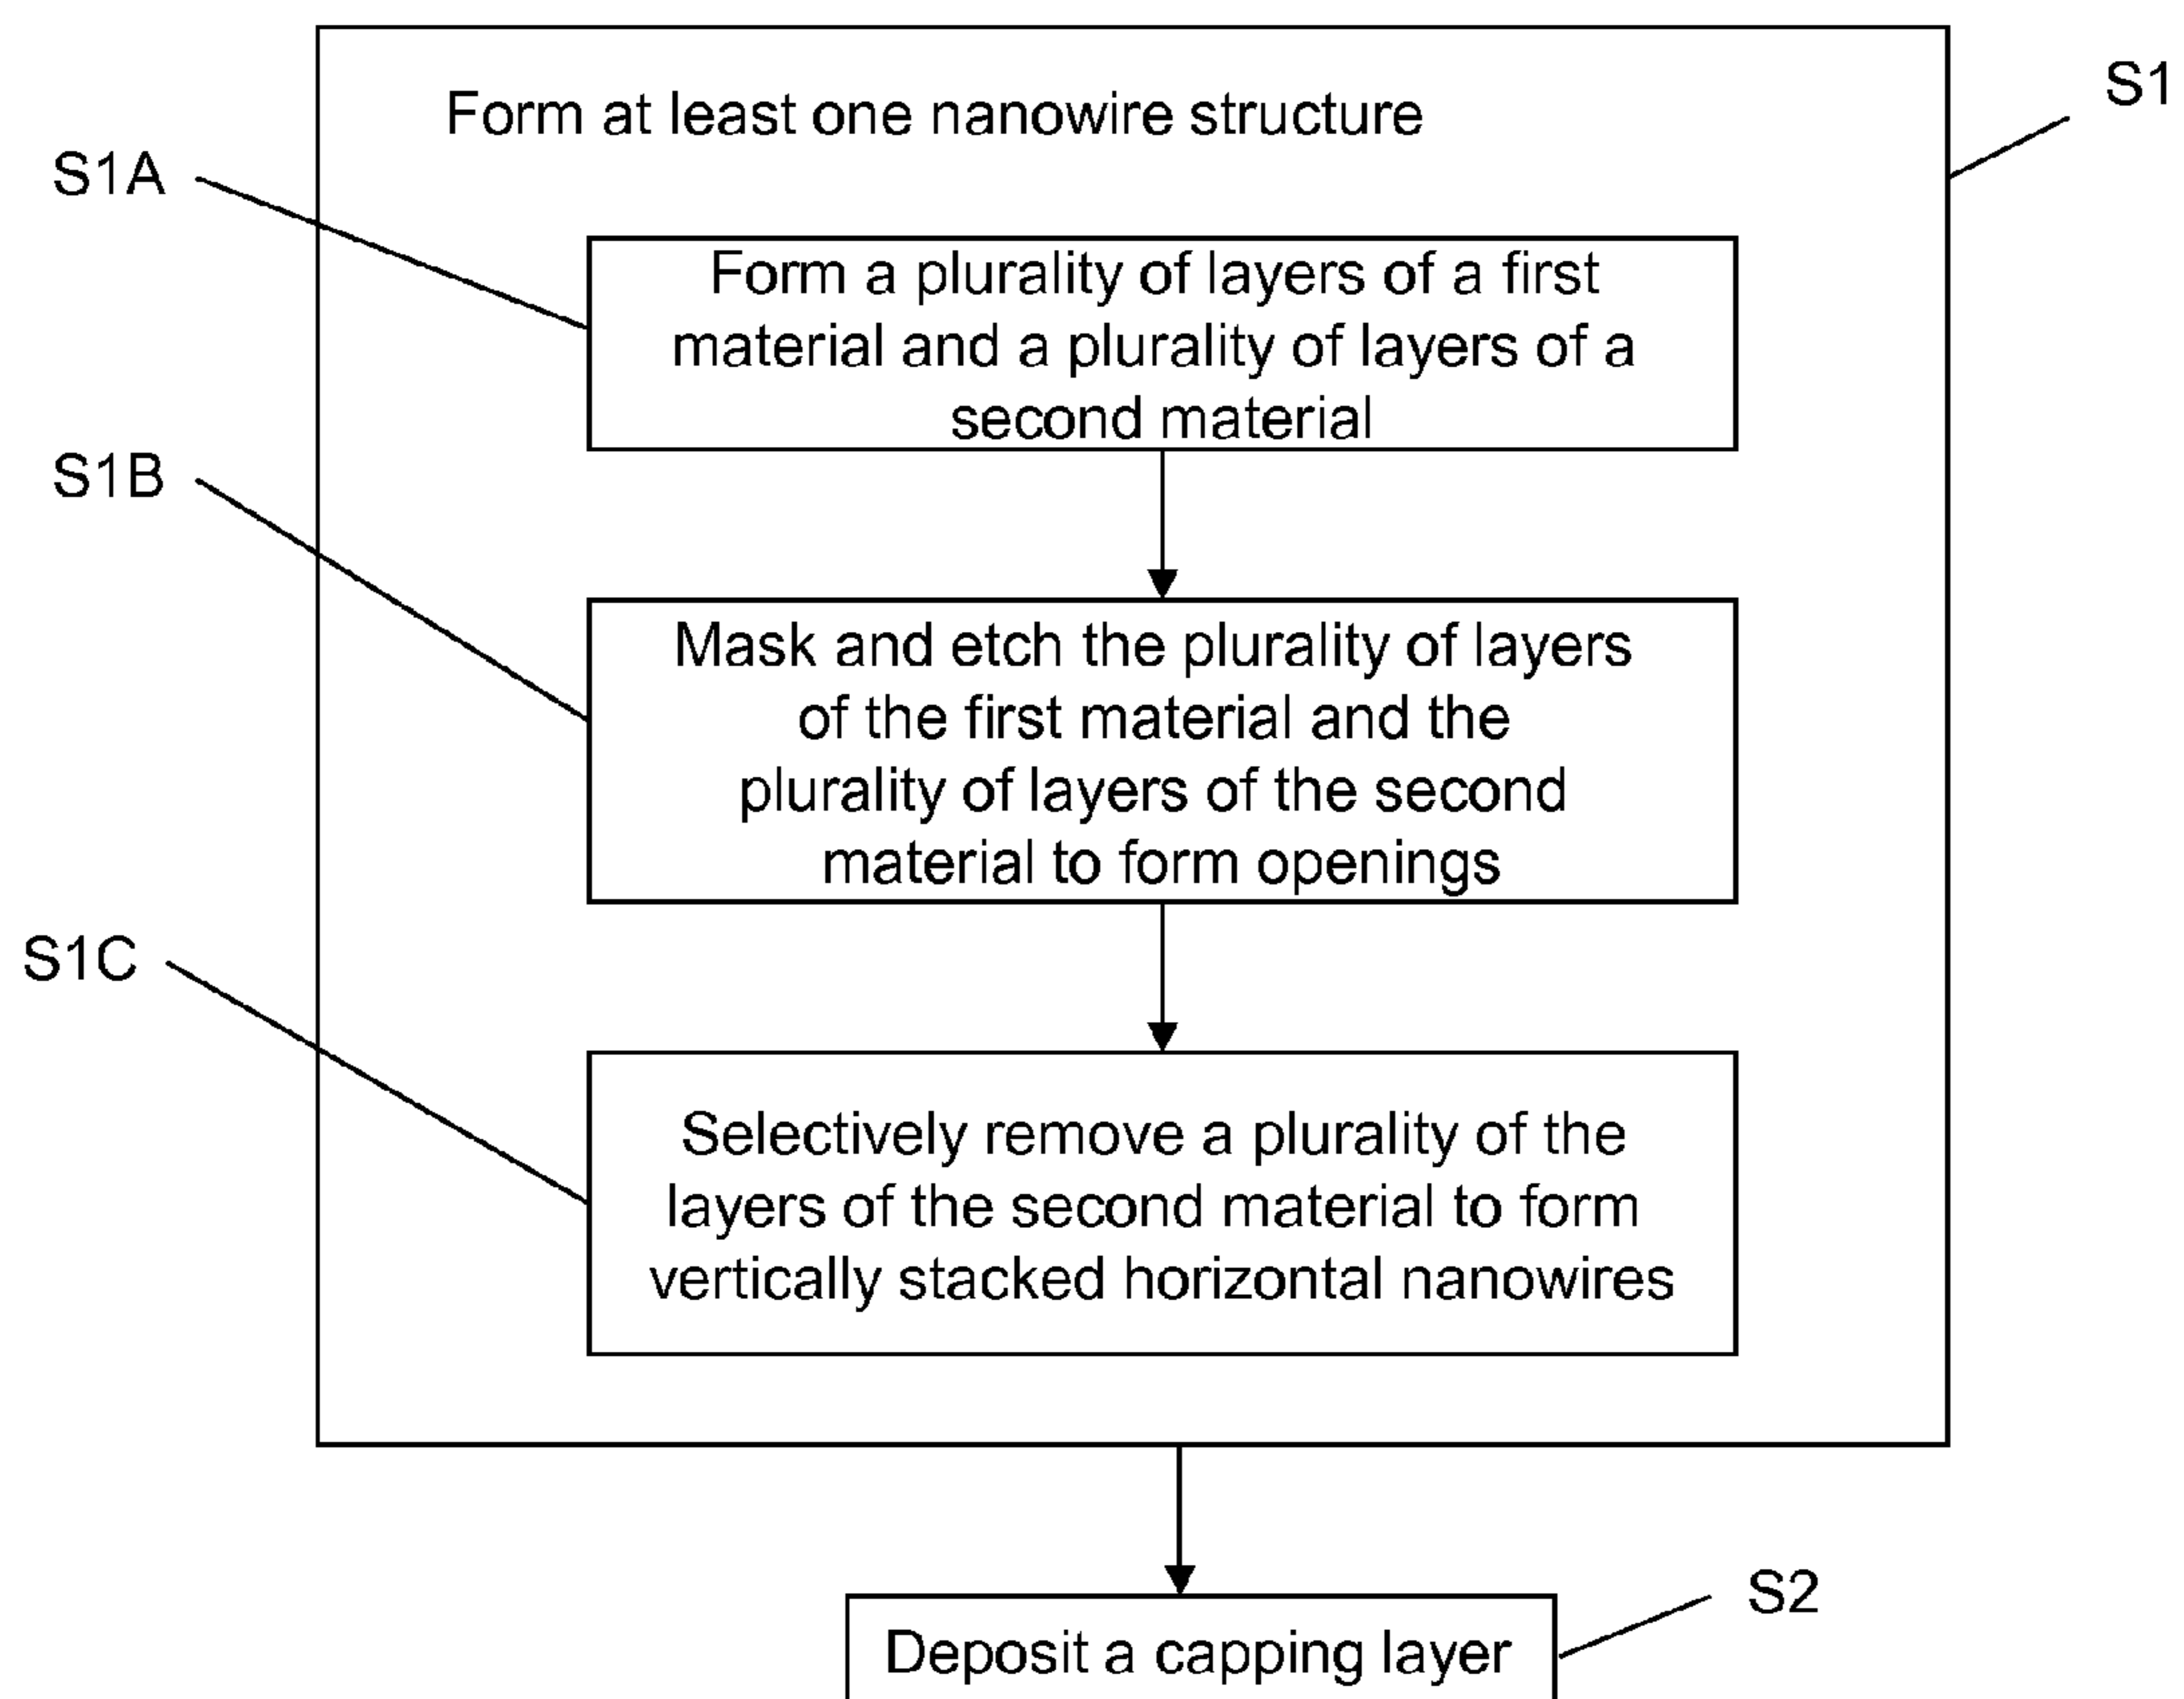 S1
Form at least one nanowire structure
S1A
Form a plurality of layers of a first
material and a plurality of layers of a
second material
S1B
Mask and etch the plurality of layers
of the first material and the
plurality of layers of the second
material to form openings
S1C
Selectively remove a plurality of the
layers of the second material to form
vertically stacked horizontal nanowires
S2
Deposit a capping layer